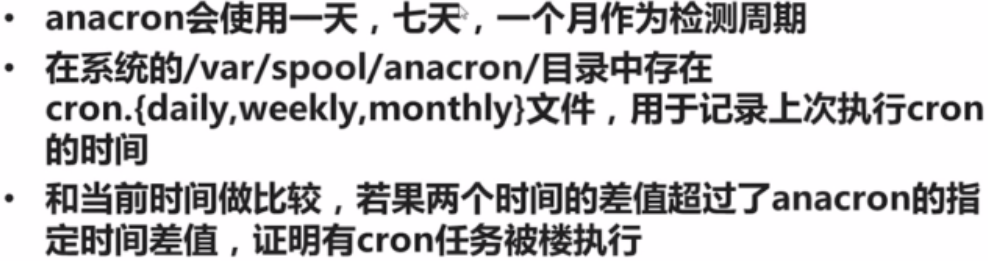 • anacron会使用一天，七天，一个月作为检测周期
• 在系统的/var/spool/anacron/目录中存在
cron.{daily,weekly,monthly}文件，用于记录上次执行cron
的时间
• 和当前时间做比较，若果两个时间的差值超过了anacron的指
定时间差值，证明有cron任务被楼执行